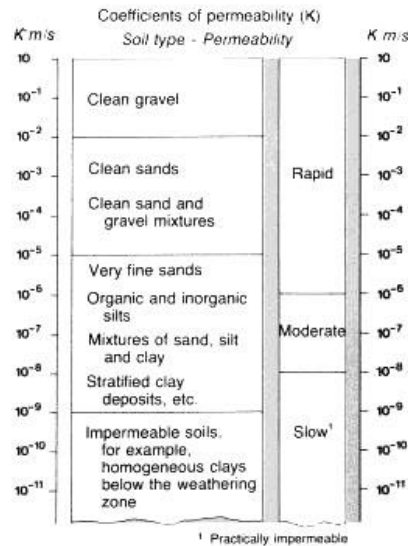 Coefficients of permeability (K)
K m/s Soil type - Permeability K m/s
10 10
10⁻¹ Clean gravel 10⁻¹
10⁻² 10⁻²
Clean sands
10⁻³ Rapid 10⁻³
Clean sand and
10⁻⁴ gravel mixtures 10⁻⁴
10⁻⁵ 10⁻⁵
Very fine sands
10⁻⁶ 10⁻⁶
Organic and inorganic
silts
10⁻⁷ Moderate 10⁻⁷
Mixtures of sand, silt
and clay
10⁻⁸ 10⁻⁸
Stratified clay
deposits, etc.
10⁻⁹ 10⁻⁹
Impermeable soils. Slow¹
for example,
10⁻¹⁰ homogeneous clays 10⁻¹⁰
below the weathering
10⁻¹¹ zone 10⁻¹¹
¹ Practically impermeable